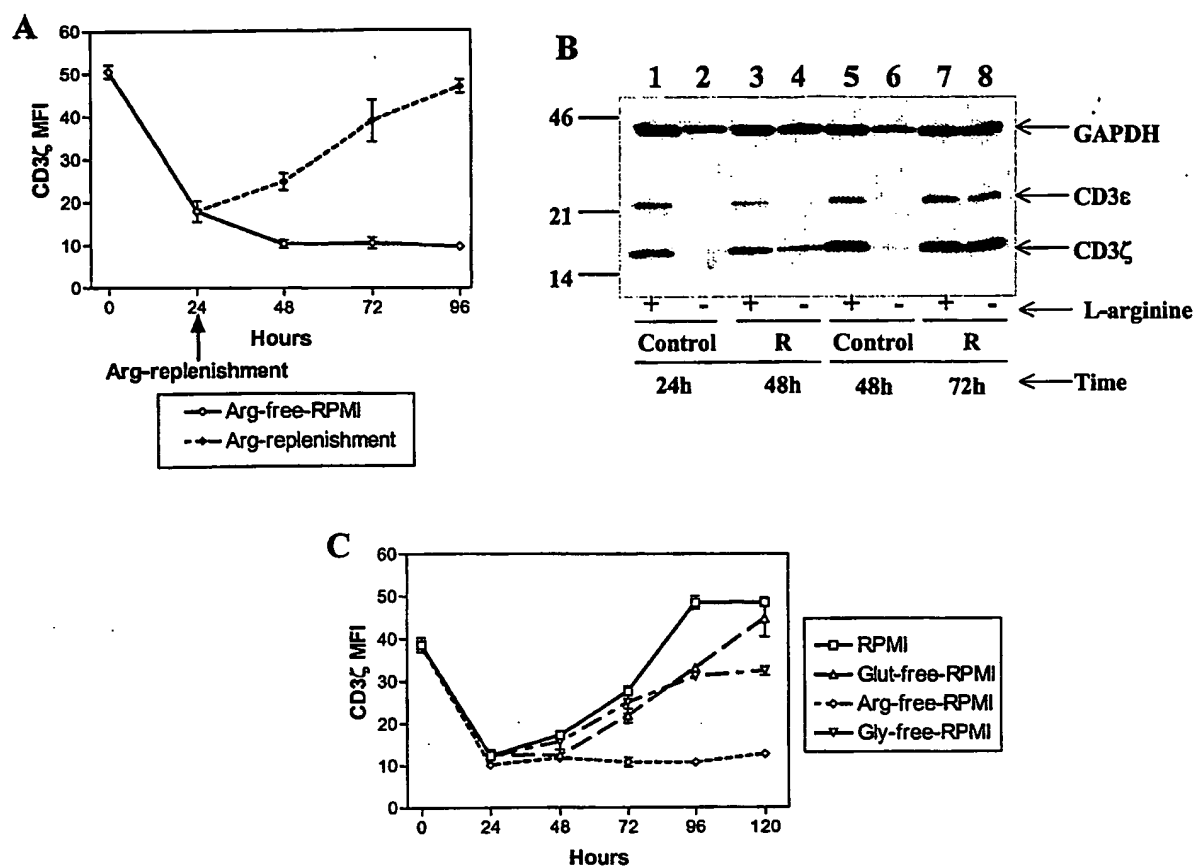 A
60
50
40
30
20
10
0
CD3ζ MFI
0 24 48 72 96
Hours
Arg-replenishment
Arg-free-RPMI
Arg-replenishment
B
1 2 3 4 5 6 7 8
46
21
14
GAPDH
CD3ε
CD3ζ
+ - + - + - + -
L-arginine
Control R Control R
24h 48h 48h 72h
Time
C
60
50
40
30
20
10
0
CD3ζ MFI
0 24 48 72 96 120
Hours
RPMI
Glut-free-RPMI
Arg-free-RPMI
Gly-free-RPMI